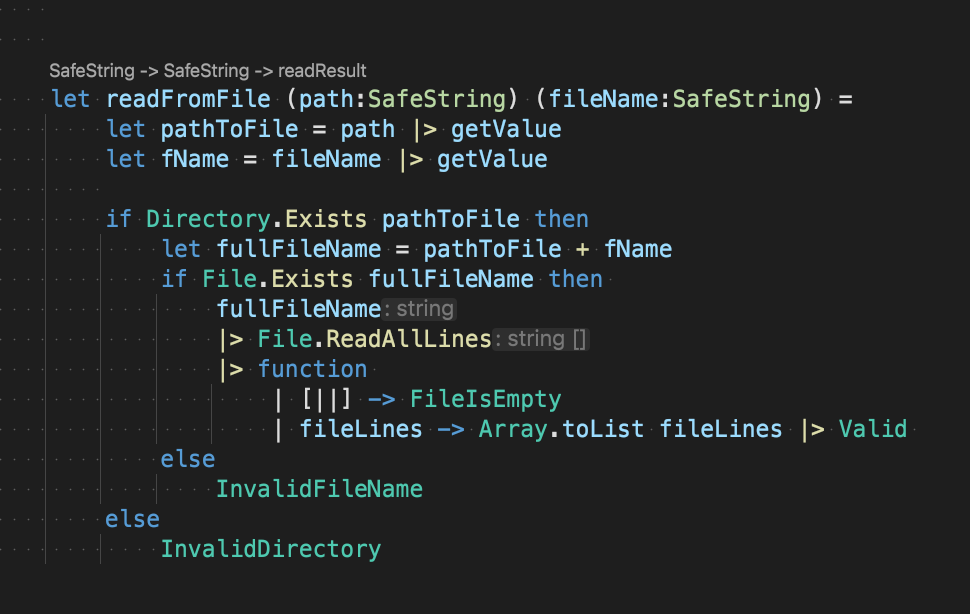 SafeString -> SafeString -> readResult
let readFromFile (path:SafeString) (fileName:SafeString) =
    let pathToFile = path |> getValue
    let fName = fileName |> getValue

    if Directory.Exists pathToFile then
        let fullFileName = pathToFile + fName
        if File.Exists fullFileName then
            fullFileName: string
            |> File.ReadAllLines: string []
            |> function
                | [||] -> FileIsEmpty
                | fileLines -> Array.toList fileLines |> Valid
        else
            InvalidFileName
    else
        InvalidDirectory